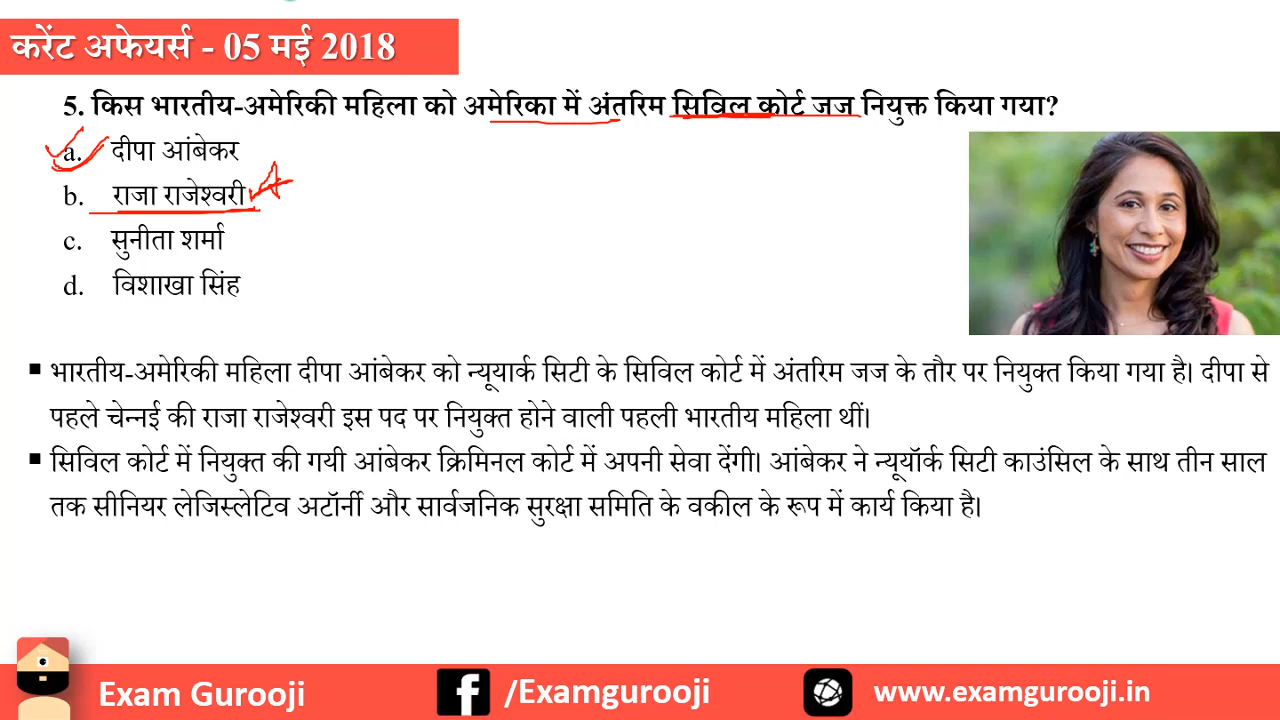 करेंट अफेयर्स - 05 मई 2018
5. किस भारतीय-अमेरिकी महिला को अमेरिका में अंतरिम सिविल कोर्ट जज नियुक्त किया गया?
a. दीपा आंबेकर
b. राजा राजेश्वरी
c. सुनीता शर्मा
d. विशाखा सिंह
▪ भारतीय-अमेरिकी महिला दीपा आंबेकर को न्यूयार्क सिटी के सिविल कोर्ट में अंतरिम जज के तौर पर नियुक्त किया गया है। दीपा से
पहले चेन्नई की राजा राजेश्वरी इस पद पर नियुक्त होने वाली पहली भारतीय महिला थीं।
▪ सिविल कोर्ट में नियुक्त की गयी आंबेकर क्रिमिनल कोर्ट में अपनी सेवा देंगी। आंबेकर ने न्यूयॉर्क सिटी काउंसिल के साथ तीन साल
तक सीनियर लेजिस्लेटिव अटॉर्नी और सार्वजनिक सुरक्षा समिति के वकील के रूप में कार्य किया है।
Exam Gurooji
/Examgurooji
www.examgurooji.in